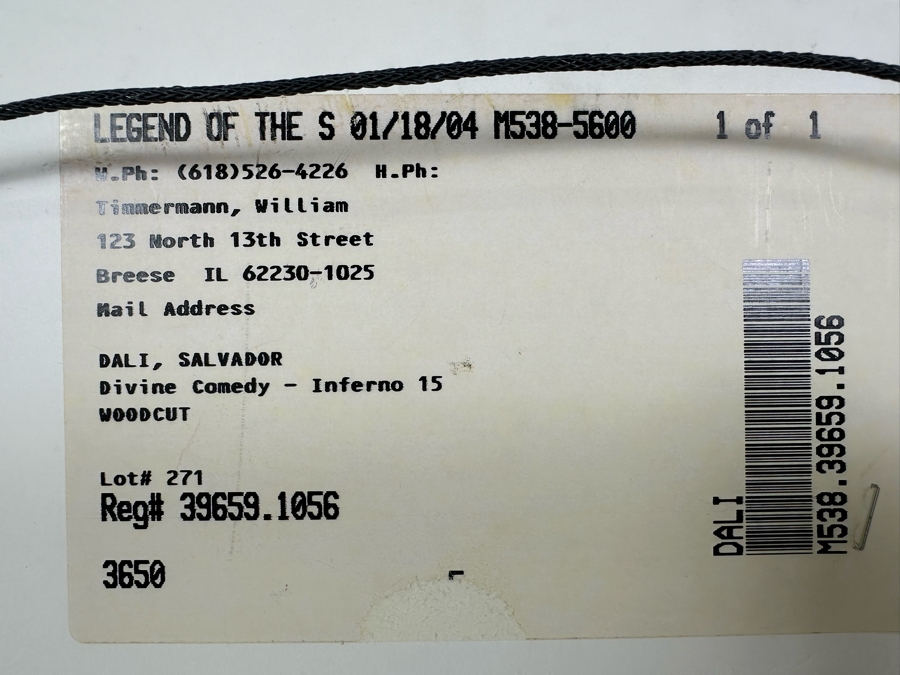 LEGEND OF THE S 01/18/04 M538-5600 1 of 1
W.Ph: (618)526-4226 H.Ph:
Timmermann, William
123 North 13th Street
Breese IL 62230-1025
Mail Address
DALI, SALVADOR
Divine Comedy - Inferno 15
WOODCUT
Lot# 271
Reg# 39659.1056
3650
DALI
M538.39659.1056